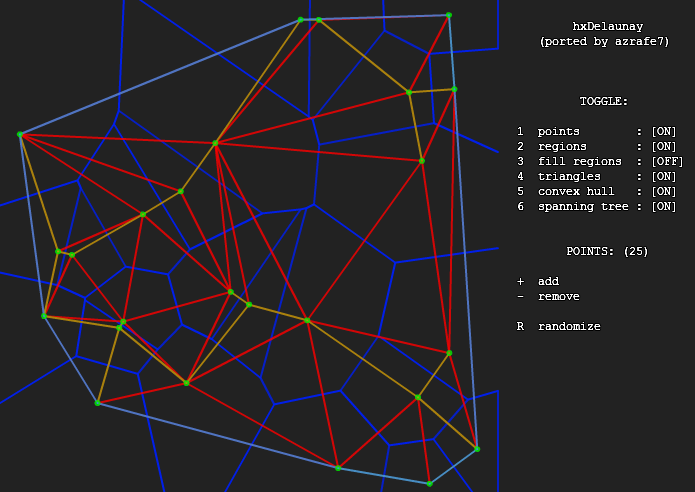 hxDelaunay
(ported by azrafe7)
TOGGLE:
1 points : [ON]
2 regions : [ON]
3 fill regions : [OFF]
4 triangles : [ON]
5 convex hull : [ON]
6 spanning tree : [ON]
POINTS: (25)
+ add
- remove
R randomize